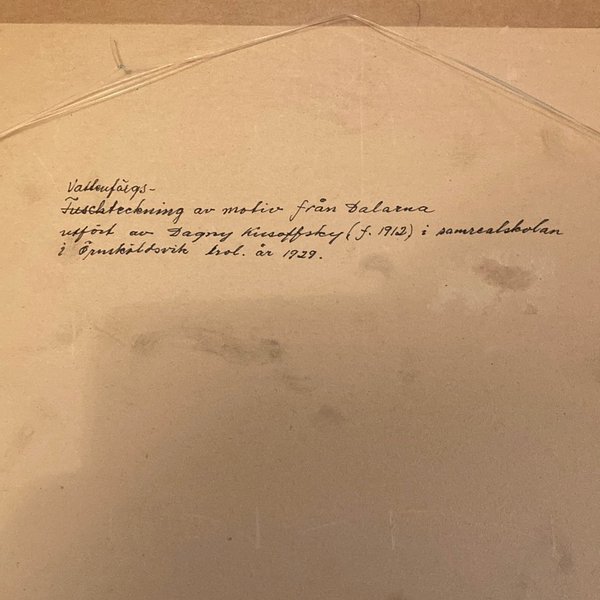 Vattenfärgs-
Tuschteckning av motiv från Dalarna
utfört av Dagny Kusoffsky (f. 1912) i samrealskolan
i Örnsköldsvik trol. år 1929.